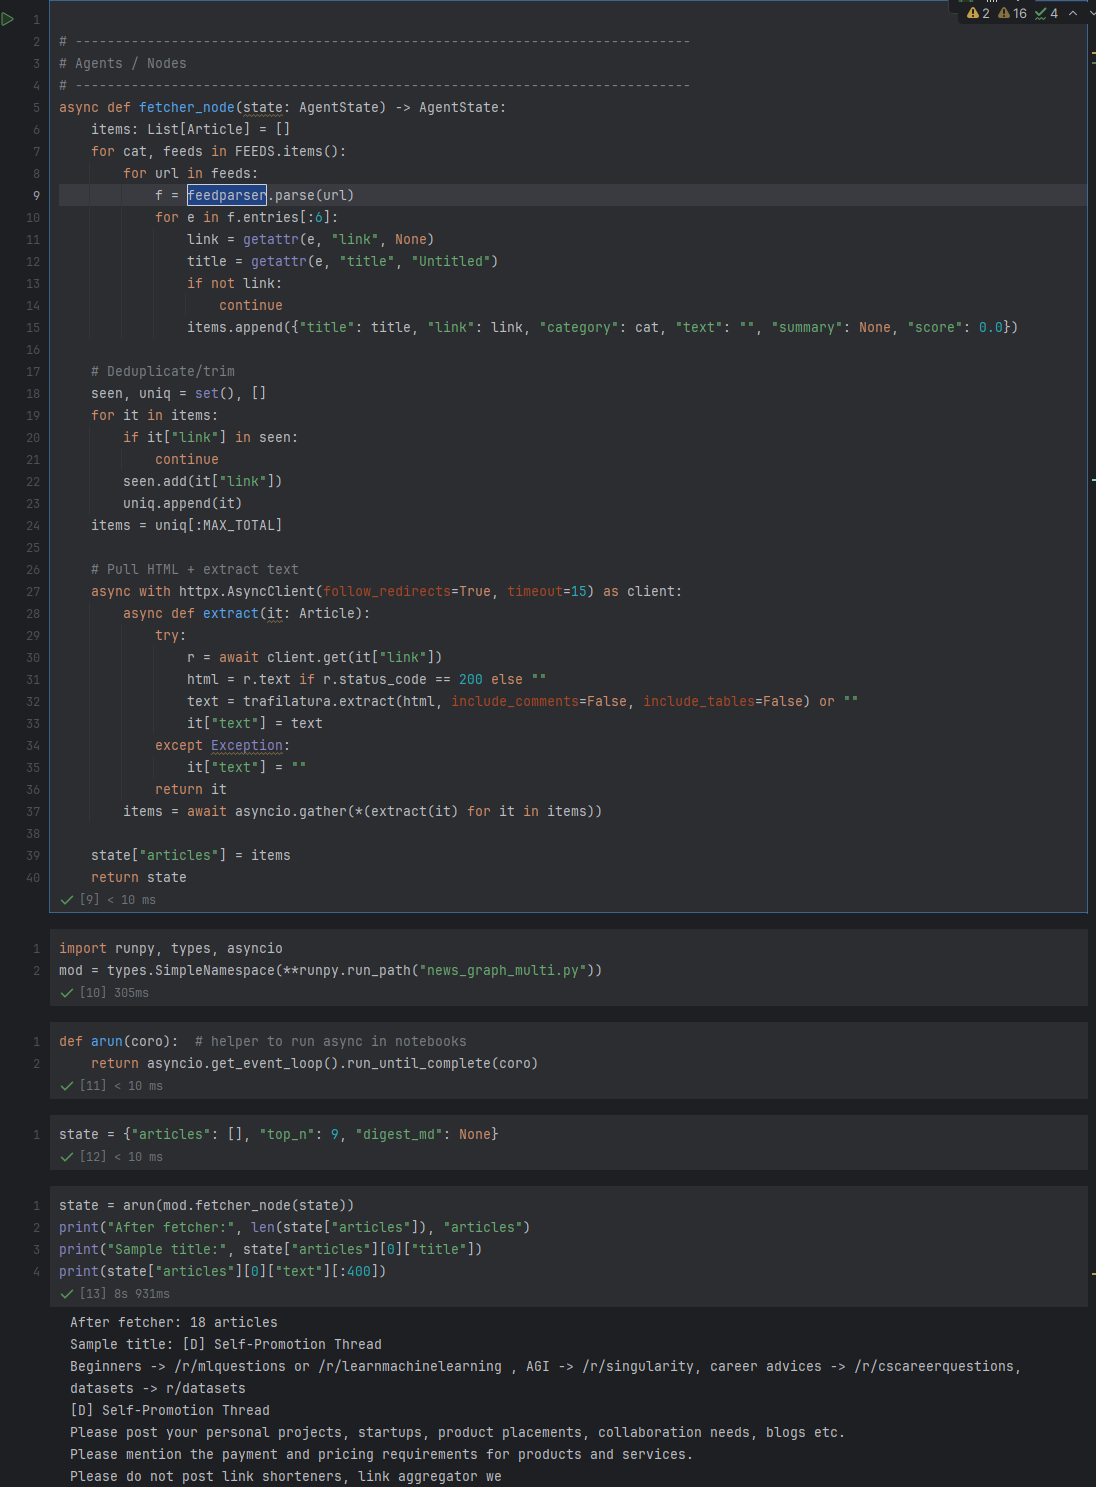 2 16 4
1
2 # -----------------------------------------------------------------------------
3 # Agents / Nodes
4 # -----------------------------------------------------------------------------
5 async def fetcher_node(state: AgentState) -> AgentState:
6     items: List[Article] = []
7     for cat, feeds in FEEDS.items():
8         for url in feeds:
9             f = feedparser.parse(url)
10             for e in f.entries[:6]:
11                 link = getattr(e, "link", None)
12                 title = getattr(e, "title", "Untitled")
13                 if not link:
14                     continue
15                 items.append({"title": title, "link": link, "category": cat, "text": "", "summary": None, "score": 0.0})
16
17     # Deduplicate/trim
18     seen, uniq = set(), []
19     for it in items:
20         if it["link"] in seen:
21             continue
22         seen.add(it["link"])
23         uniq.append(it)
24     items = uniq[:MAX_TOTAL]
25
26     # Pull HTML + extract text
27     async with httpx.AsyncClient(follow_redirects=True, timeout=15) as client:
28         async def extract(it: Article):
29             try:
30                 r = await client.get(it["link"])
31                 html = r.text if r.status_code == 200 else ""
32                 text = trafilatura.extract(html, include_comments=False, include_tables=False) or ""
33                 it["text"] = text
34             except Exception:
35                 it["text"] = ""
36             return it
37         items = await asyncio.gather(*(extract(it) for it in items))
38
39     state["articles"] = items
40     return state
[9] < 10 ms
1 import runpy, types, asyncio
2 mod = types.SimpleNamespace(**runpy.run_path("news_graph_multi.py"))
[10] 305ms
1 def arun(coro):  # helper to run async in notebooks
2     return asyncio.get_event_loop().run_until_complete(coro)
[11] < 10 ms
1 state = {"articles": [], "top_n": 9, "digest_md": None}
[12] < 10 ms
1 state = arun(mod.fetcher_node(state))
2 print("After fetcher:", len(state["articles"]), "articles")
3 print("Sample title:", state["articles"][0]["title"])
4 print(state["articles"][0]["text"][:400])
[13] 8s 931ms
After fetcher: 18 articles
Sample title: [D] Self-Promotion Thread
Beginners -> /r/mlquestions or /r/learnmachinelearning , AGI -> /r/singularity, career advices -> /r/cscareerquestions,
datasets -> r/datasets
[D] Self-Promotion Thread
Please post your personal projects, startups, product placements, collaboration needs, blogs etc.
Please mention the payment and pricing requirements for products and services.
Please do not post link shorteners, link aggregator we